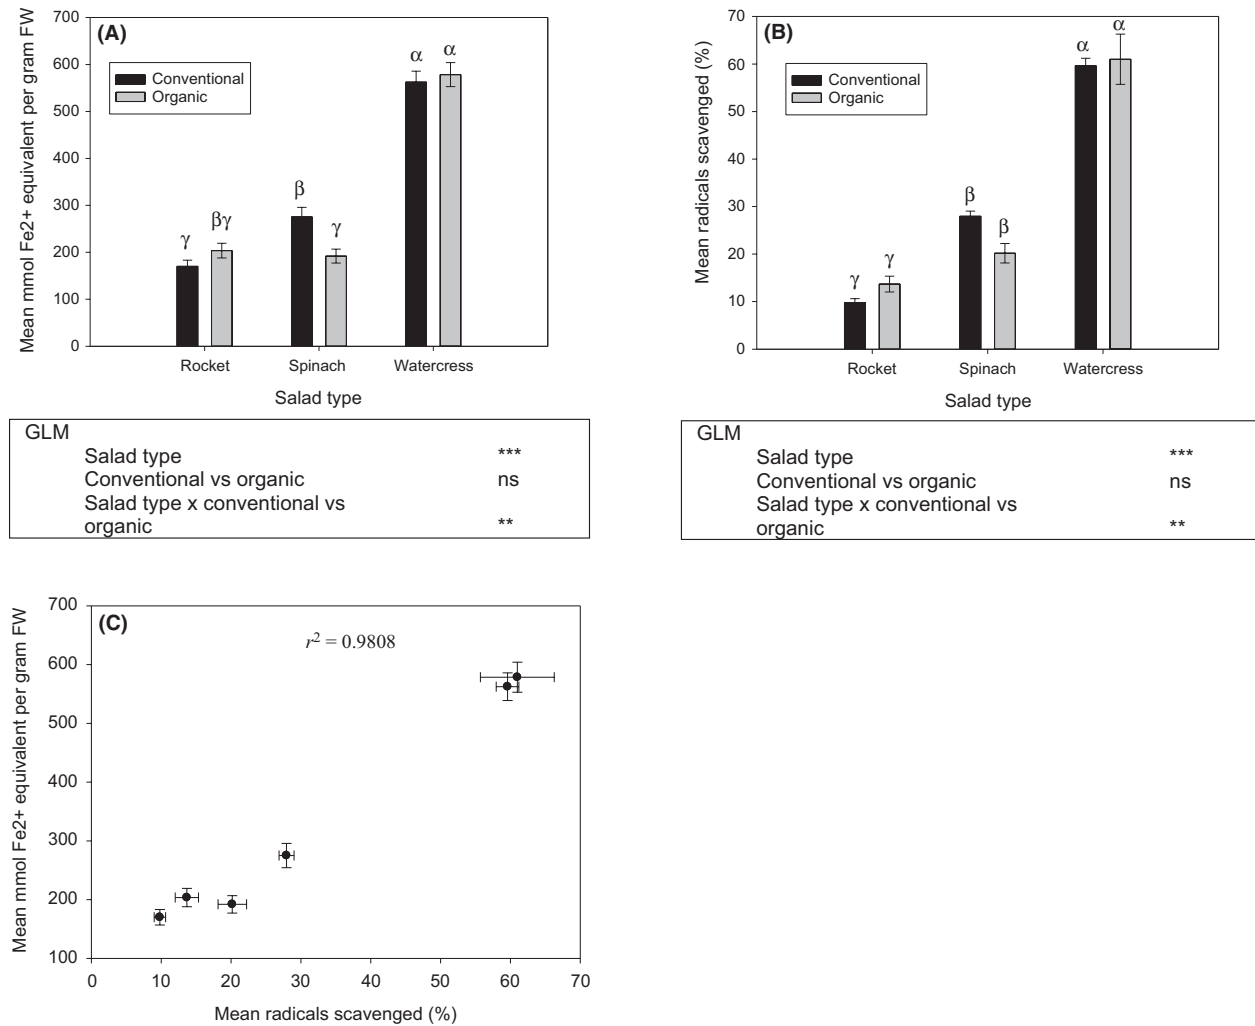 (A)
Mean mmol Fe2+ equivalent per gram FW
700
600
500
400
300
200
100
0
Conventional
Organic
γ
βγ
β
γ
α
α
Rocket
Spinach
Watercress
Salad type
GLM
Salad type ***
Conventional vs organic ns
Salad type x conventional vs
organic **
(B)
Mean radicals scavenged (%)
70
60
50
40
30
20
10
0
Conventional
Organic
γ
γ
β
β
α
α
Rocket
Spinach
Watercress
Salad type
GLM
Salad type ***
Conventional vs organic ns
Salad type x conventional vs
organic **
(C)
Mean mmol Fe2+ equivalent per gram FW
700
600
500
400
300
200
100
r² = 0.9808
0 10 20 30 40 50 60 70
Mean radicals scavenged (%)